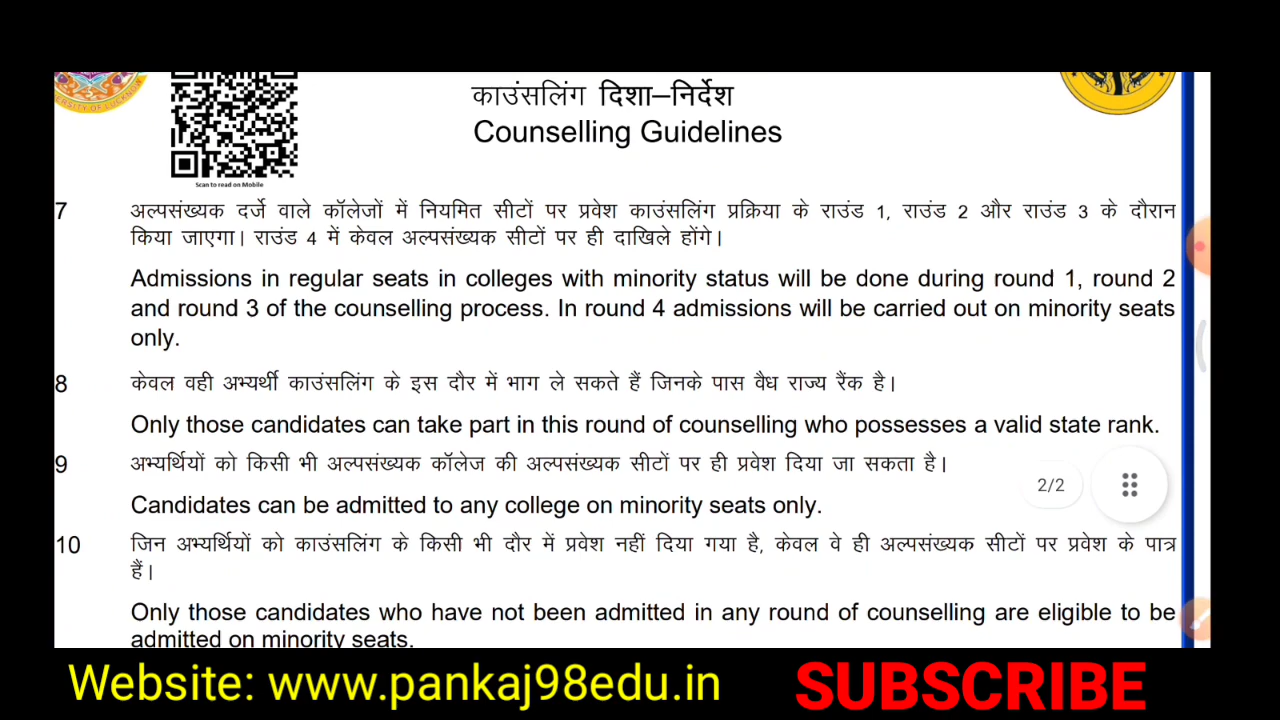 काउंसलिंग दिशा–निर्देश
Counselling Guidelines
Scan to read on Mobile
7 अल्पसंख्यक दर्जे वाले कॉलेजों में नियमित सीटों पर प्रवेश काउंसलिंग प्रक्रिया के राउंड 1, राउंड 2 और राउंड 3 के दौरान
किया जाएगा। राउंड 4 में केवल अल्पसंख्यक सीटों पर ही दाखिले होंगे।
Admissions in regular seats in colleges with minority status will be done during round 1, round 2
and round 3 of the counselling process. In round 4 admissions will be carried out on minority seats
only.
8 केवल वही अभ्यर्थी काउंसलिंग के इस दौर में भाग ले सकते हैं जिनके पास वैध राज्य रैंक है।
Only those candidates can take part in this round of counselling who possesses a valid state rank.
9 अभ्यर्थियों को किसी भी अल्पसंख्यक कॉलेज की अल्पसंख्यक सीटों पर ही प्रवेश दिया जा सकता है।
2/2
Candidates can be admitted to any college on minority seats only.
10 जिन अभ्यर्थियों को काउंसलिंग के किसी भी दौर में प्रवेश नहीं दिया गया है, केवल वे ही अल्पसंख्यक सीटों पर प्रवेश के पात्र
हैं।
Only those candidates who have not been admitted in any round of counselling are eligible to be
admitted on minority seats.
Website: www.pankaj98edu.in
SUBSCRIBE